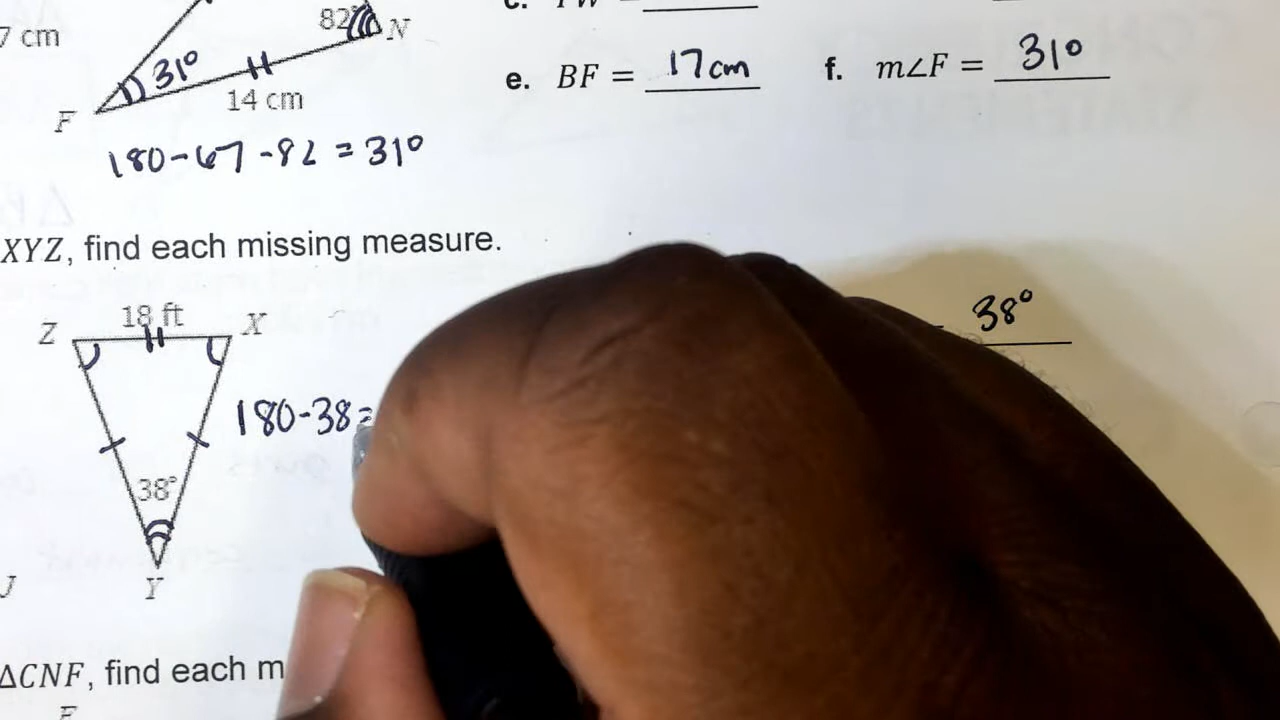 82° N
7 cm
31°
14 cm
F
e. BF = 17cm f. m∠F = 31°
180-67-82 = 31°
XYZ, find each missing measure.
18 ft
Z X
38°
180-38=
38°
J Y
ΔCNF, find each m